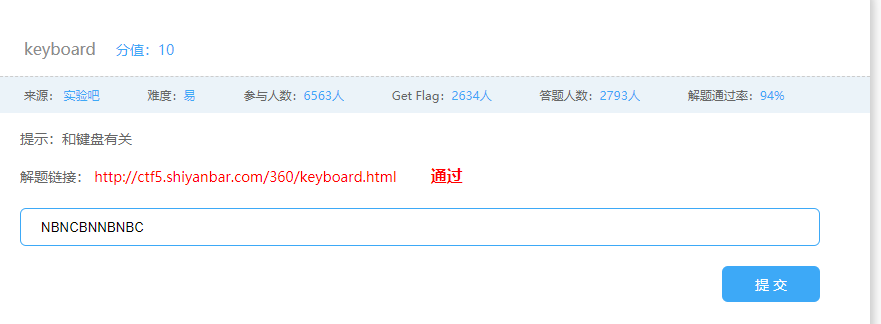 keyboard 分值：10
来源：实验吧 难度：易 参与人数：6563人 Get Flag：2634人 答题人数：2793人 解题通过率：94%
提示：和键盘有关
解题链接： http://ctf5.shiyanbar.com/360/keyboard.html 通过
NBNCBNNBNBC
提 交